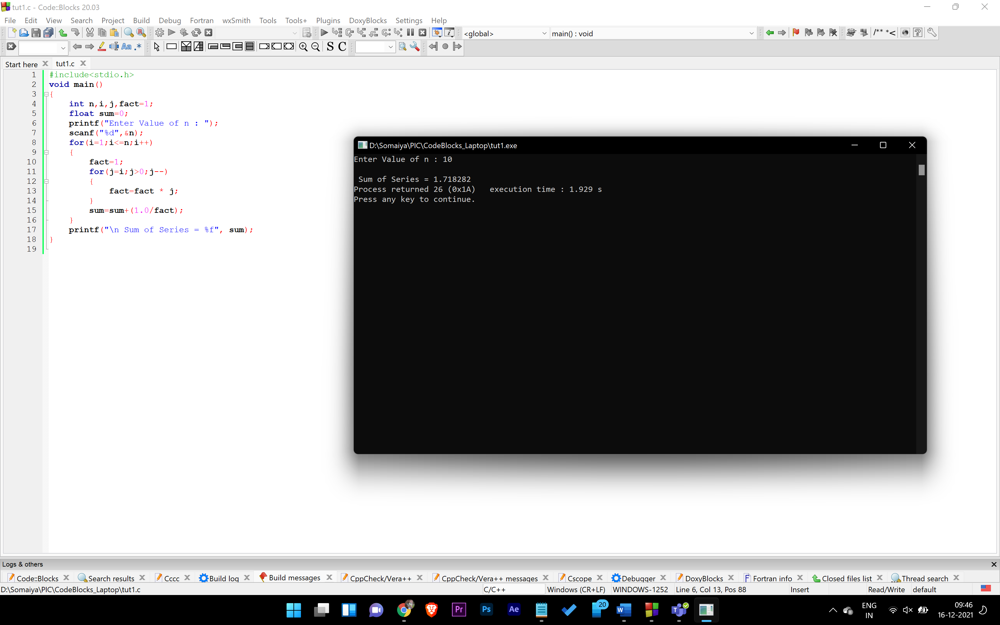 tut1.c - Code::Blocks 20.03
File Edit View Search Project Build Debug Fortran wxSmith Tools Tools+ Plugins DoxyBlocks Settings Help
<global> main() : void /** *<
Aa .* S C
Start here tut1.c
1 #include<stdio.h>
2 void main()
3 {
4 int n,i,j,fact=1;
5 float sum=0;
6 printf("Enter Value of n : ");
7 scanf("%d",&n);
8 for(i=1;i<=n;i++)
9 {
10 fact=1;
11 for(j=i;j>0;j--)
12 {
13 fact=fact * j;
14 }
15 sum=sum+(1.0/fact);
16 }
17 printf("\n Sum of Series = %f", sum);
18 }
19
D:\Somaiya\PIC\CodeBlocks_Laptop\tut1.exe
Enter Value of n : 10
Sum of Series = 1.718282
Process returned 26 (0x1A) execution time : 1.929 s
Press any key to continue.
Logs & others
Code::Blocks Search results Cccc Build log Build messages CppCheck/Vera++ CppCheck/Vera++ messages Cscope Debugger DoxyBlocks Fortran info Closed files list Thread search
D:\Somaiya\PIC\CodeBlocks_Laptop\tut1.c C/C++ Windows (CR+LF) WINDOWS-1252 Line 6, Col 13, Pos 88 Insert Read/Write default
Pr Ps Ae 20 W T ENG
IN
09:46
16-12-2021